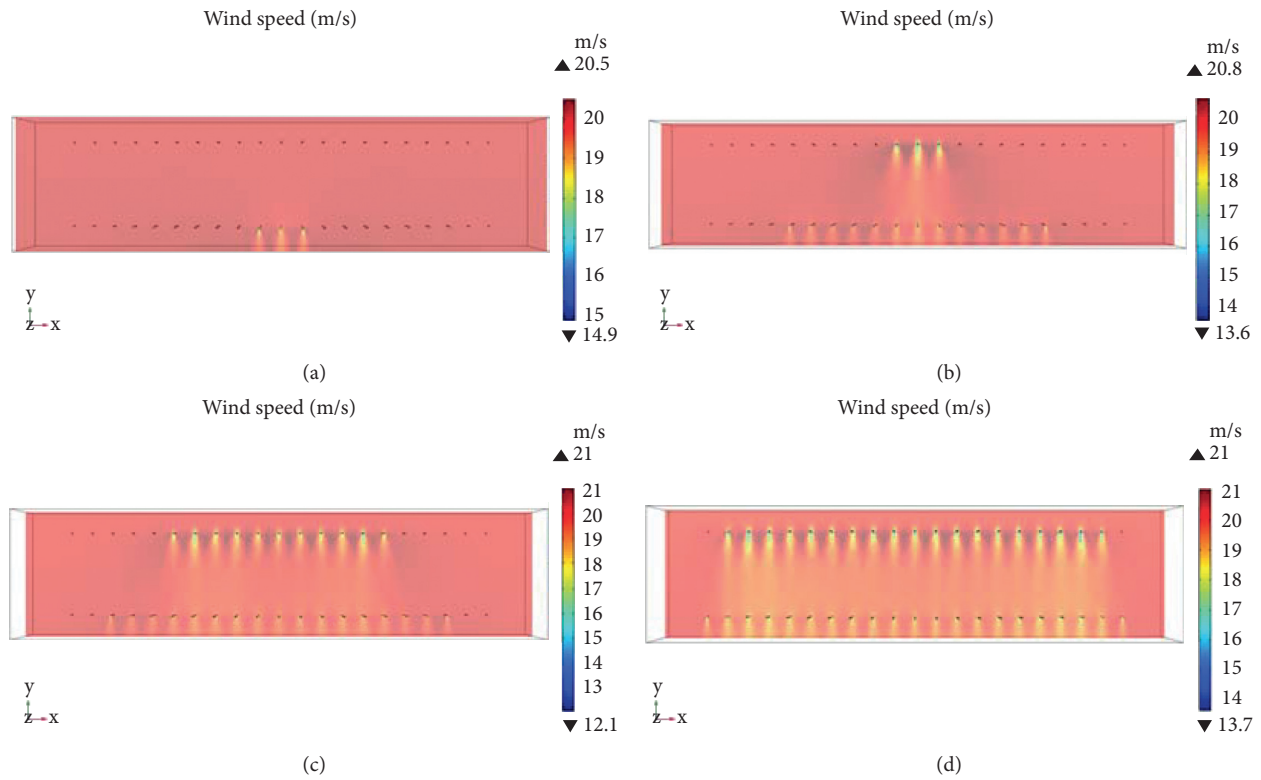 Wind speed (m/s)
m/s
▲ 20.5
20
19
18
17
16
15
▼ 14.9
y
z x
(a)
Wind speed (m/s)
m/s
▲ 20.8
20
19
18
17
16
15
14
▼ 13.6
y
z x
(b)
Wind speed (m/s)
m/s
▲ 21
21
20
19
18
17
16
15
14
13
▼ 12.1
y
z x
(c)
Wind speed (m/s)
m/s
▲ 21
21
20
19
18
17
16
15
14
▼ 13.7
y
z x
(d)